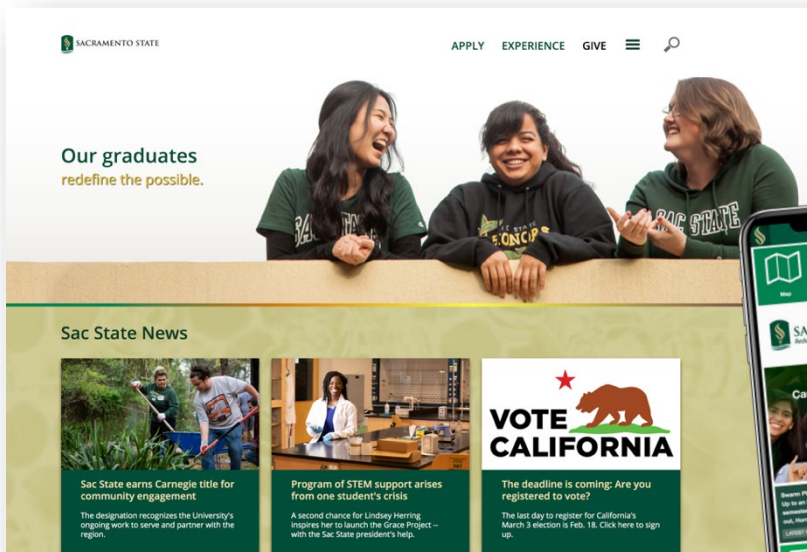 SACRAMENTO STATE
APPLY EXPERIENCE GIVE
Our graduates
redefine the possible.
SAC STATE
HONORS
SAC STATE
Map
Sac State News
VOTE
CALIFORNIA
Sac State earns Carnegie title for
community engagement
The designation recognizes the University's
ongoing work to serve and partner with the
region.
Program of STEM support arises
from one student's crisis
A second chance for Lindsey Herring
inspires her to launch the Grace Project --
with the Sac State president's help.
The deadline is coming: Are you
registered to vote?
The last day to register for California's
March 3 election is Feb. 18. Click here to sign
up.